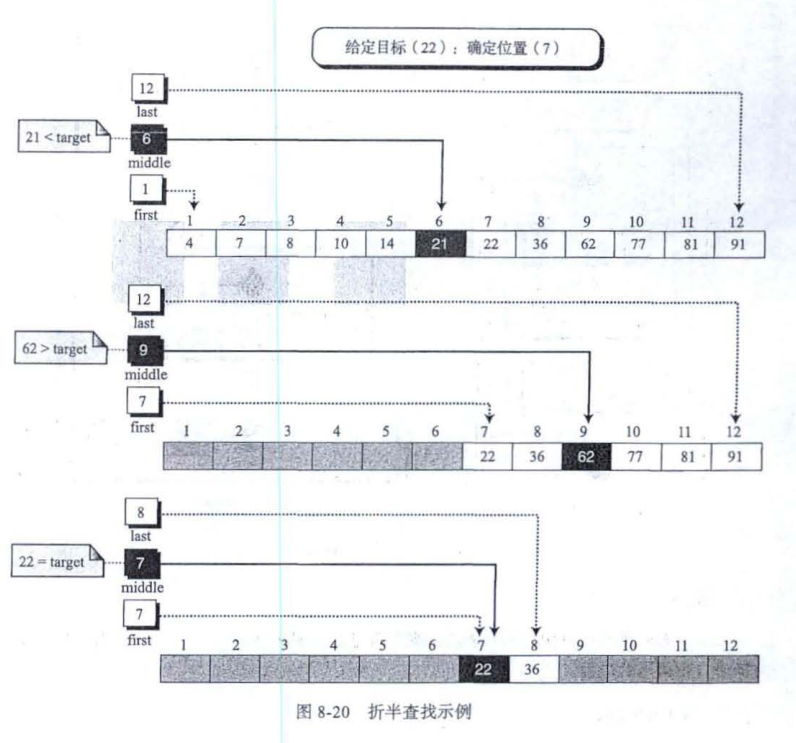 给定目标（22）：确定位置（7）
12
last
21 < target
6
middle
1
first
1 2 3 4 5 6 7 8 9 10 11 12
4 7 8 10 14 21 22 36 62 77 81 91
12
last
62 > target
9
middle
7
first
1 2 3 4 5 6 7 8 9 10 11 12
22 36 62 77 81 91
8
last
22 = target
7
middle
7
first
1 2 3 4 5 6 7 8 9 10 11 12
22 36
图 8-20 折半查找示例